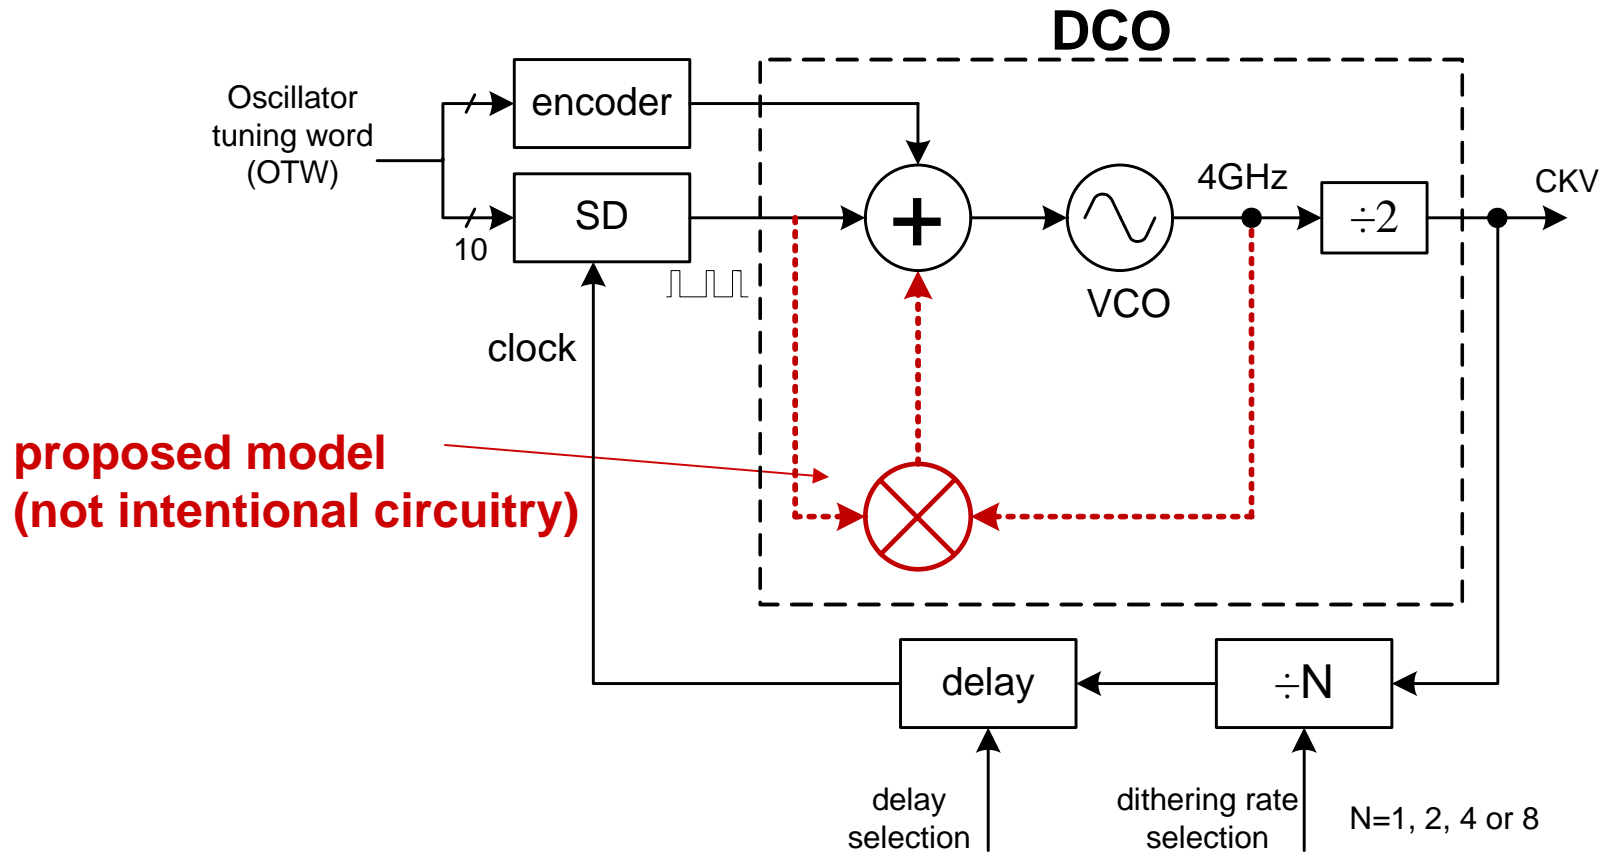 DCO
Oscillator
tuning word
(OTW)
encoder
10
SD
+
VCO
4GHz
÷2
CKV
clock
proposed model
(not intentional circuitry)
delay
÷N
delay
selection
dithering rate
selection
N=1, 2, 4 or 8